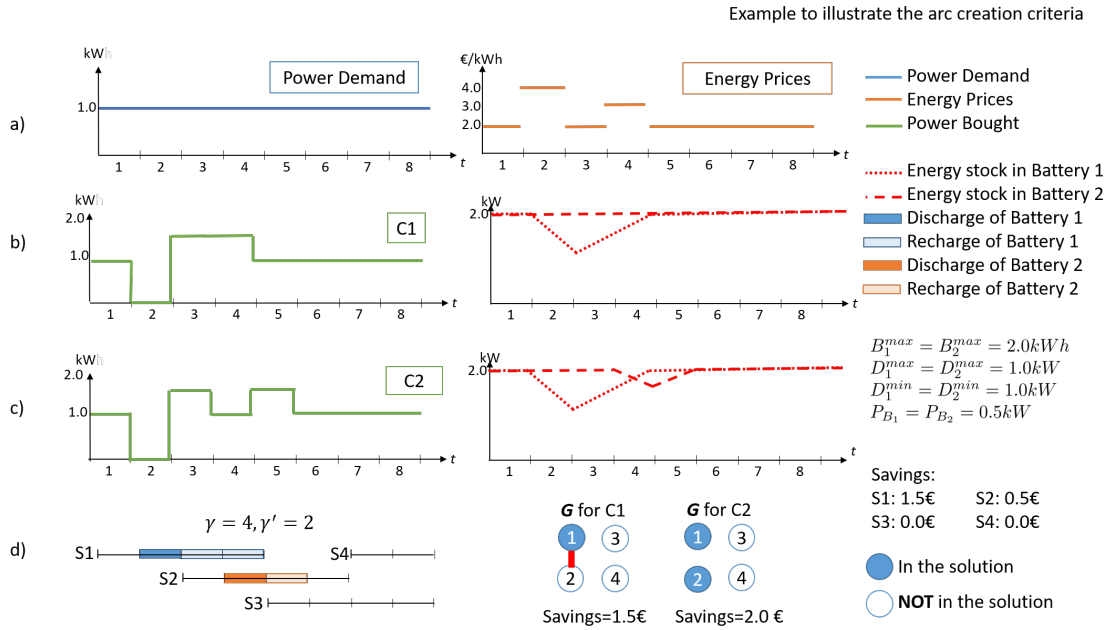 Example to illustrate the arc creation criteria
a)
kWh
Power Demand
1.0
1 2 3 4 5 6 7 8
t
€/kWh
Energy Prices
4.0
3.0
2.0
1 2 3 4 5 6 7 8
t
Power Demand
Energy Prices
Power Bought
Energy stock in Battery 1
Energy stock in Battery 2
Discharge of Battery 1
Recharge of Battery 1
Discharge of Battery 2
Recharge of Battery 2
b)
kWh
2.0
C1
1.0
1 2 3 4 5 6 7 8
t
kW
2.0
1 2 3 4 5 6 7 8
t
c)
kWh
2.0
C2
1.0
1 2 3 4 5 6 7 8
t
kW
2.0
1 2 3 4 5 6 7 8
t
B_1^{max} = B_2^{max} = 2.0kWh
D_1^{max} = D_2^{max} = 1.0kW
D_1^{min} = D_2^{min} = 1.0kW
P_{B_1} = P_{B_2} = 0.5kW
d)
γ = 4, γ′ = 2
S1
S4
S2
S3
G for C1
1 3
2 4
Savings=1.5€
G for C2
1 3
2 4
Savings=2.0 €
Savings:
S1: 1.5€ S2: 0.5€
S3: 0.0€ S4: 0.0€
In the solution
NOT in the solution